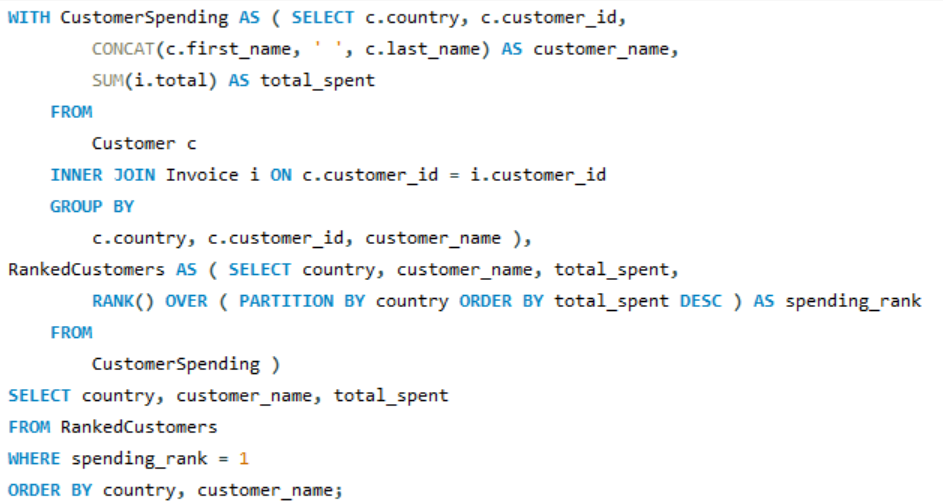 WITH CustomerSpending AS ( SELECT c.country, c.customer_id,
CONCAT(c.first_name, ' ', c.last_name) AS customer_name,
SUM(i.total) AS total_spent
FROM
Customer c
INNER JOIN Invoice i ON c.customer_id = i.customer_id
GROUP BY
c.country, c.customer_id, customer_name ),
RankedCustomers AS ( SELECT country, customer_name, total_spent,
RANK() OVER ( PARTITION BY country ORDER BY total_spent DESC ) AS spending_rank
FROM
CustomerSpending )
SELECT country, customer_name, total_spent
FROM RankedCustomers
WHERE spending_rank = 1
ORDER BY country, customer_name;